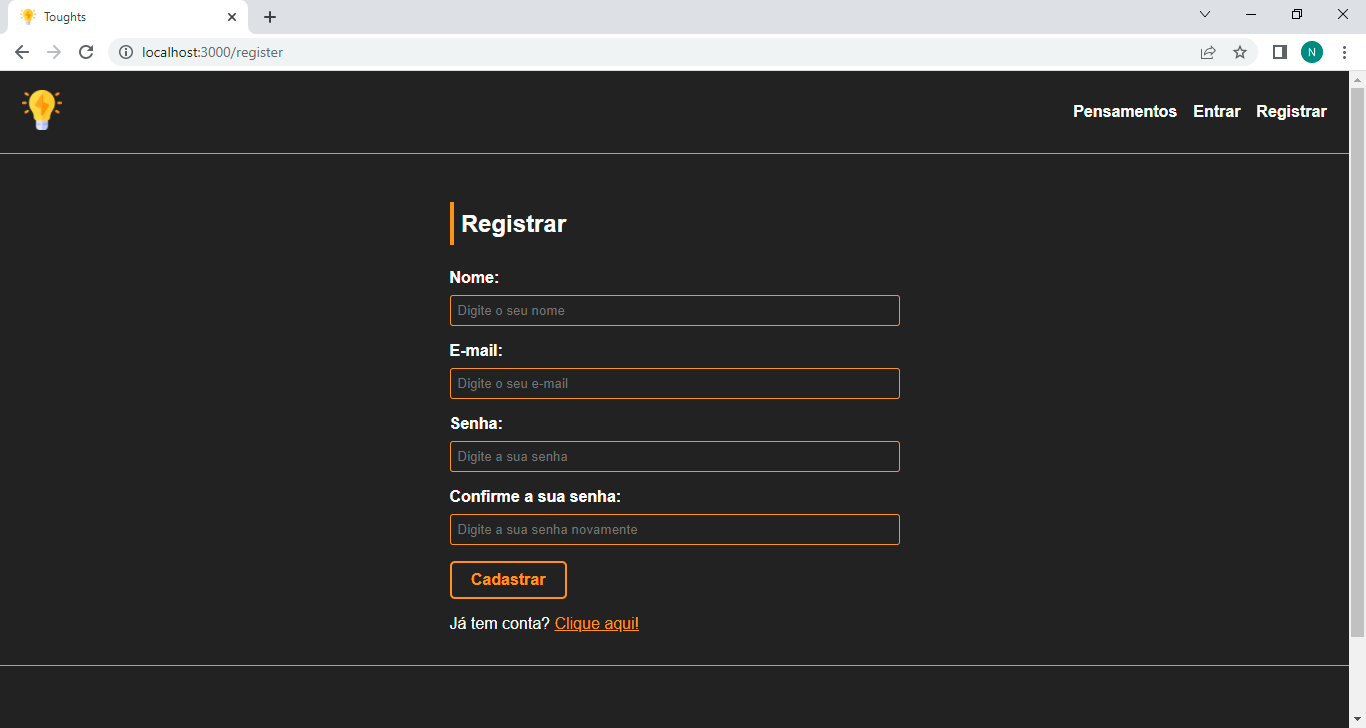 Toughts
localhost:3000/register
N
Pensamentos Entrar Registrar
Registrar
Nome:
Digite o seu nome
E-mail:
Digite o seu e-mail
Senha:
Digite a sua senha
Confirme a sua senha:
Digite a sua senha novamente
Cadastrar
Já tem conta? Clique aqui!